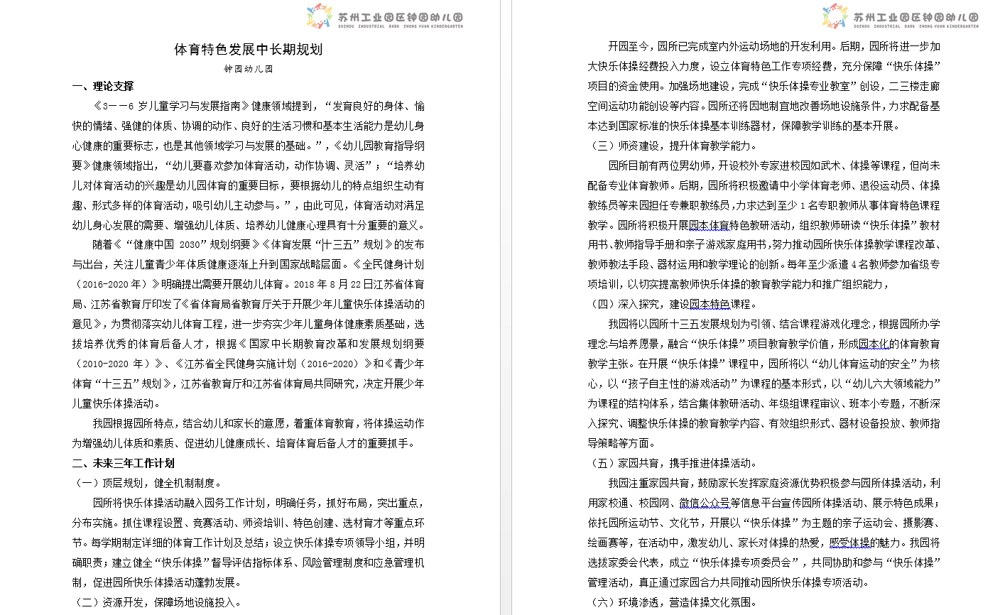 苏州工业园区钟园幼儿园
SUZHOU INDUSTRIAL DARK ZHONG YUAN KINDERGARTEN
体育特色发展中长期规划
钟园幼儿园
一、理论支撑
《3——6 岁儿童学习与发展指南》健康领域提到，“发育良好的身体、愉
快的情绪、强健的体质、协调的动作、良好的生活习惯和基本生活能力是幼儿身
心健康的重要标志，也是其他领域学习与发展的基础。”，《幼儿园教育指导纲
要》健康领域指出，“幼儿要喜欢参加体育活动，动作协调、灵活”；“培养幼
儿对体育活动的兴趣是幼儿园体育的重要目标，要根据幼儿的特点组织生动有
趣、形式多样的体育活动，吸引幼儿主动参与。”，由此可见，体育活动对满足
幼儿身心发展的需要、增强幼儿体质、培养幼儿健康心理具有十分重要的意义。
随着《“健康中国 2030”规划纲要》《体育发展“十三五”规划》的发布
与出台，关注儿童青少年体质健康逐渐上升到国家战略层面。《全民健身计划
（2016-2020 年）》明确提出需要开展幼儿体育。2018 年 8 月 22 日江苏省体育
局、江苏省教育厅印发了《省体育局省教育厅关于开展少年儿童快乐体操活动的
意见》，为贯彻落实幼儿体育工程，进一步夯实少年儿童身体健康素质基础，选
拔培养优秀的体育后备人才，根据《国家中长期教育改革和发展规划纲要
（2010-2020 年）》、《江苏省全民健身实施计划（2016-2020）》和《青少年
体育“十三五”规划》，江苏省教育厅和江苏省体育局共同研究，决定开展少年
儿童快乐体操活动。
我园根据园所特点，结合幼儿和家长的意愿，着重体育教育，将体操运动作
为增强幼儿体质和素质、促进幼儿健康成长、培育体育后备人才的重要抓手。
二、未来三年工作计划
（一）顶层规划，健全机制制度。
园所将快乐体操活动融入园务工作计划，明确任务，抓好布局，突出重点，
分布实施。抓住课程设置、竞赛活动、师资培训、特色创建、选材育才等重点环
节。每学期制定详细的体育工作计划及总结；设立快乐体操专项领导小组，并明
确职责；建立健全“快乐体操”督导评估指标体系、风险管理制度和应急管理机
制，促进园所快乐体操活动蓬勃发展。
（二）资源开发，保障场地设施投入。
苏州工业园区钟园幼儿园
SUZHOU INDUSTRIAL DARK ZHONG YUAN KINDERGARTEN
开园至今，园所已完成室内外运动场地的开发利用。后期，园所将进一步加
大快乐体操经费投入力度，设立体育特色工作专项经费，充分保障“快乐体操”
项目的资金使用。加强场地建设，完成“快乐体操专业教室”创设，二三楼走廊
空间运动功能创设等内容。园所还将因地制宜地改善场地设施条件，力求配备基
本达到国家标准的快乐体操基本训练器材，保障教学训练的基本开展。
（三）师资建设，提升体育教学能力。
园所目前有两位男幼师，开设校外专家进校园如武术、体操等课程，但尚未
配备专业体育教师。后期，园所将积极邀请中小学体育老师、退役运动员、体操
教练员等来园担任专兼职教练员，力求达到至少 1 名专职教师从事体育特色课程
教学。园所将积极开展园本体育特色教研活动，组织教师研读“快乐体操”教材
用书、教师指导手册和亲子游戏家庭用书，努力推动园所快乐体操教学课程改革、
教师教法手段、器材运用和教学理论的创新。每年至少派遣 4 名教师参加省级专
项培训，以切实提高教师快乐体操的教育教学能力和推广组织能力，
（四）深入探究，建设园本特色课程。
我园将以园所十三五发展规划为引领、结合课程游戏化理念，根据园所办学
理念与培养愿景，融合“快乐体操”项目教育教学价值，形成园本化的体育教育
教学主张。在开展“快乐体操”课程中，园所将以“幼儿体育运动的安全”为核
心，以“孩子自主性的游戏活动”为课程的基本形式，以“幼儿六大领域能力”
为课程的结构体系，结合集体教研活动、年级组课程审议、班本小专题，不断深
入探究、调整快乐体操的教育教学内容、有效组织形式、器材设备投放、教师指
导策略等方面。
（五）家园共育，携手推进体操活动。
我园注重家园共育，鼓励家长发挥家庭资源优势积极参与园所体操活动，利
用家校通、校园网、微信公众号等信息平台宣传园所体操活动、展示特色成果；
依托园所运动节、文化节，开展以“快乐体操”为主题的亲子运动会、摄影赛、
绘画赛等，在活动中，激发幼儿、家长对体操的热爱，感受体操的魅力。我园将
选拔家委会代表，成立“快乐体操专项委员会”，共同协助和参与“快乐体操”
管理活动，真正通过家园合力共同推动园所快乐体操专项活动。
（六）环境渗透，营造体操文化氛围。